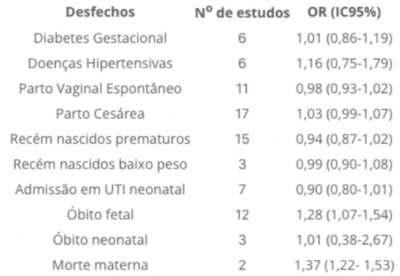 Desfechos Nº de estudos OR (IC95%)
Diabetes Gestacional 6 1,01 (0,86-1,19)
Doenças Hipertensivas 6 1,16 (0,75-1,79)
Parto Vaginal Espontâneo 11 0,98 (0,93-1,02)
Parto Cesárea 17 1,03 (0,99-1,07)
Recém nascidos prematuros 15 0,94 (0,87-1,02)
Recém nascidos baixo peso 3 0,99 (0,90-1,08)
Admissão em UTI neonatal 7 0,90 (0,80-1,01)
Óbito fetal 12 1,28 (1,07-1,54)
Óbito neonatal 3 1,01 (0,38-2,67)
Morte materna 2 1,37 (1,22- 1,53)